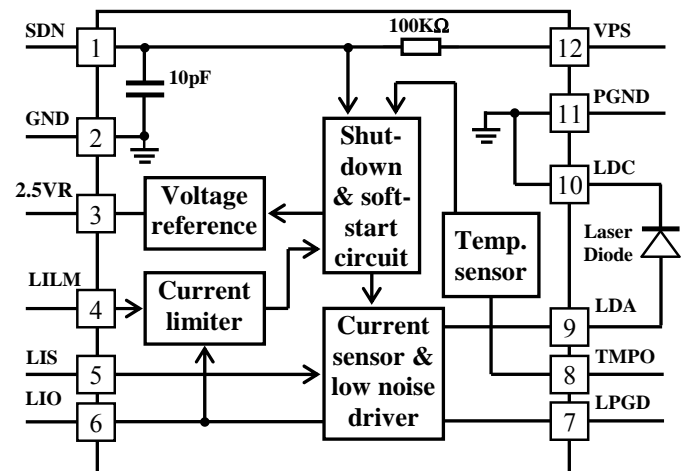 SDN
1
100KΩ
12
VPS
10pF
GND
2
11
PGND
Shut-
down
& soft-
start
circuit
10
LDC
2.5VR
3
Voltage
reference
Temp.
sensor
Laser
Diode
LILM
4
Current
limiter
Current
sensor &
low noise
driver
9
LDA
LIS
5
8
TMPO
LIO
6
7
LPGD